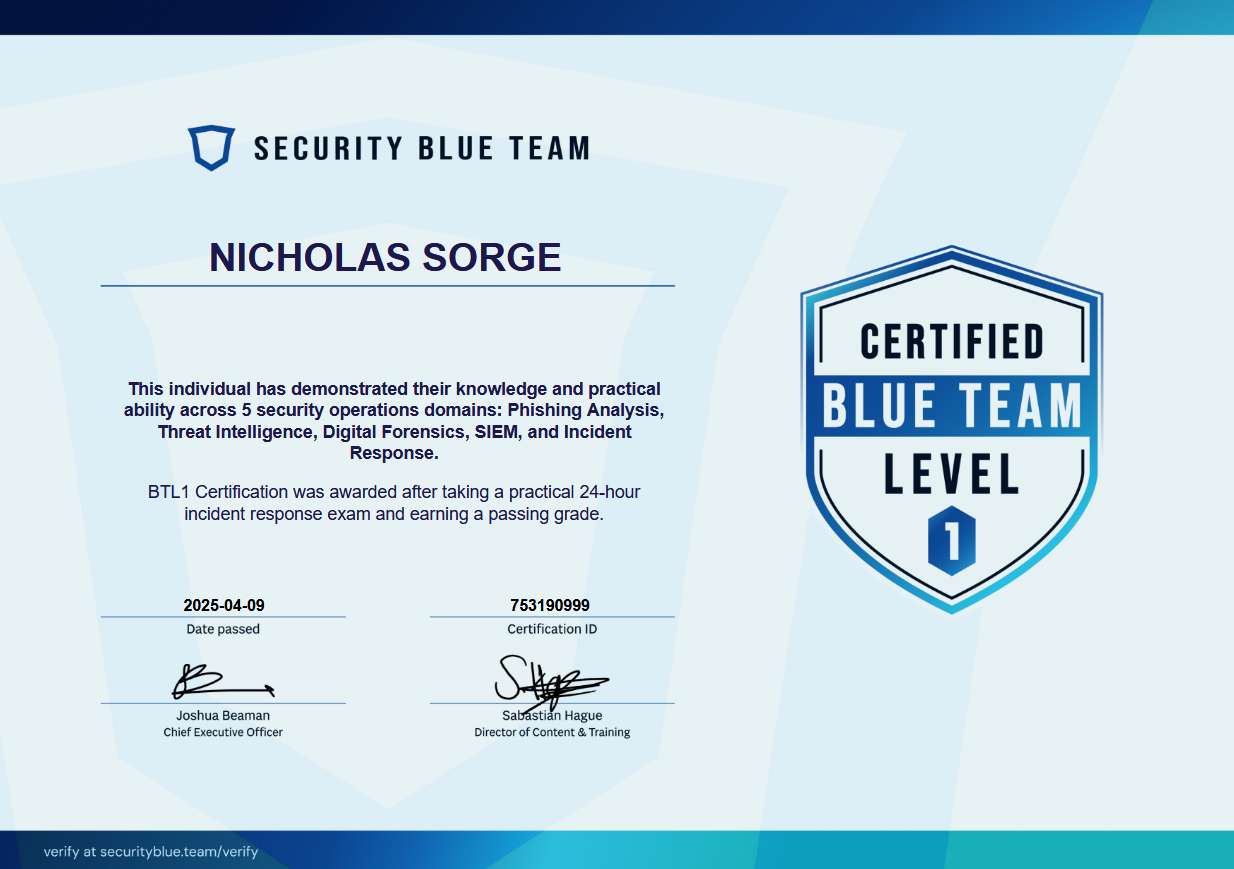 SECURITY BLUE TEAM
NICHOLAS SORGE
This individual has demonstrated their knowledge and practical
ability across 5 security operations domains: Phishing Analysis,
Threat Intelligence, Digital Forensics, SIEM, and Incident
Response.
BTL1 Certification was awarded after taking a practical 24-hour
incident response exam and earning a passing grade.
2025-04-09
Date passed
753190999
Certification ID
Joshua Beaman
Chief Executive Officer
Sabastian Hague
Director of Content & Training
CERTIFIED
BLUE TEAM
LEVEL
1
verify at securityblue.team/verify